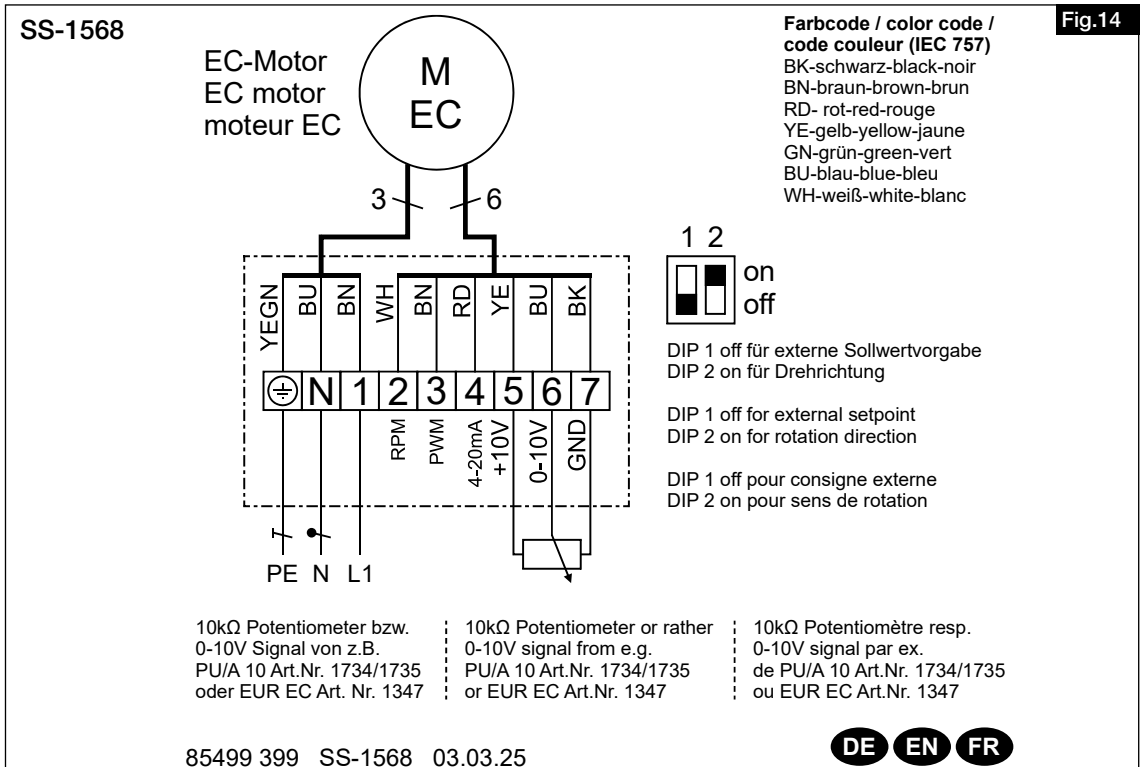 SS-1568
Fig.14
EC-Motor
EC motor
moteur EC
M
EC
Farbcode / color code /
code couleur (IEC 757)
BK-schwarz-black-noir
BN-braun-brown-brun
RD- rot-red-rouge
YE-gelb-yellow-jaune
GN-grün-green-vert
BU-blau-blue-bleu
WH-weiß-white-blanc
3 6
1 2
on
off
YEGN BU BN WH BN RD YE BU BK
N 1 2 3 4 5 6 7
RPM PWM 4-20mA +10V 0-10V GND
PE N L1
DIP 1 off für externe Sollwertvorgabe
DIP 2 on für Drehrichtung
DIP 1 off for external setpoint
DIP 2 on for rotation direction
DIP 1 off pour consigne externe
DIP 2 on pour sens de rotation
10kΩ Potentiometer bzw.
0-10V Signal von z.B.
PU/A 10 Art.Nr. 1734/1735
oder EUR EC Art. Nr. 1347
10kΩ Potentiometer or rather
0-10V signal from e.g.
PU/A 10 Art.Nr. 1734/1735
or EUR EC Art.Nr. 1347
10kΩ Potentiomètre resp.
0-10V signal par ex.
de PU/A 10 Art.Nr. 1734/1735
ou EUR EC Art.Nr. 1347
85499 399 SS-1568 03.03.25
DE EN FR